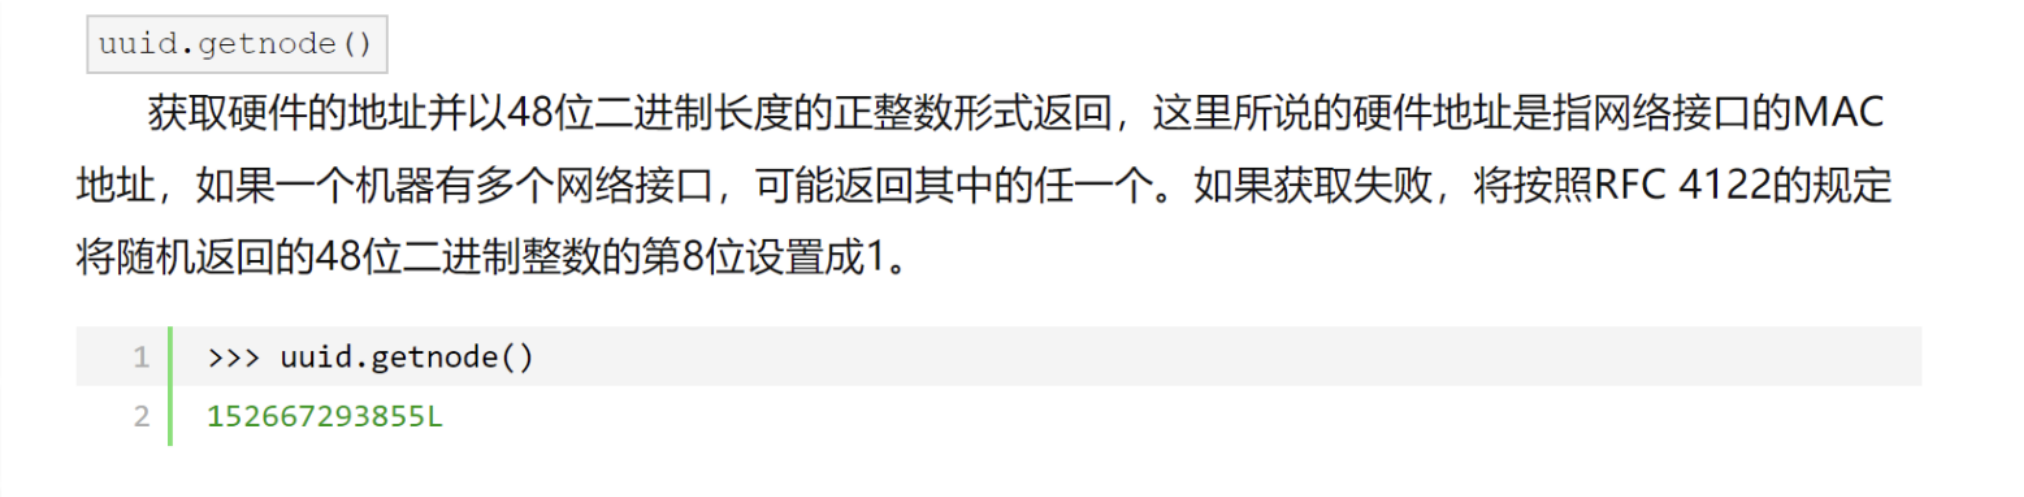 uuid.getnode()
获取硬件的地址并以48位二进制长度的正整数形式返回，这里所说的硬件地址是指网络接口的MAC
地址，如果一个机器有多个网络接口，可能返回其中的任一个。如果获取失败，将按照RFC 4122的规定
将随机返回的48位二进制整数的第8位设置成1。
1 >>> uuid.getnode()
2 152667293855L